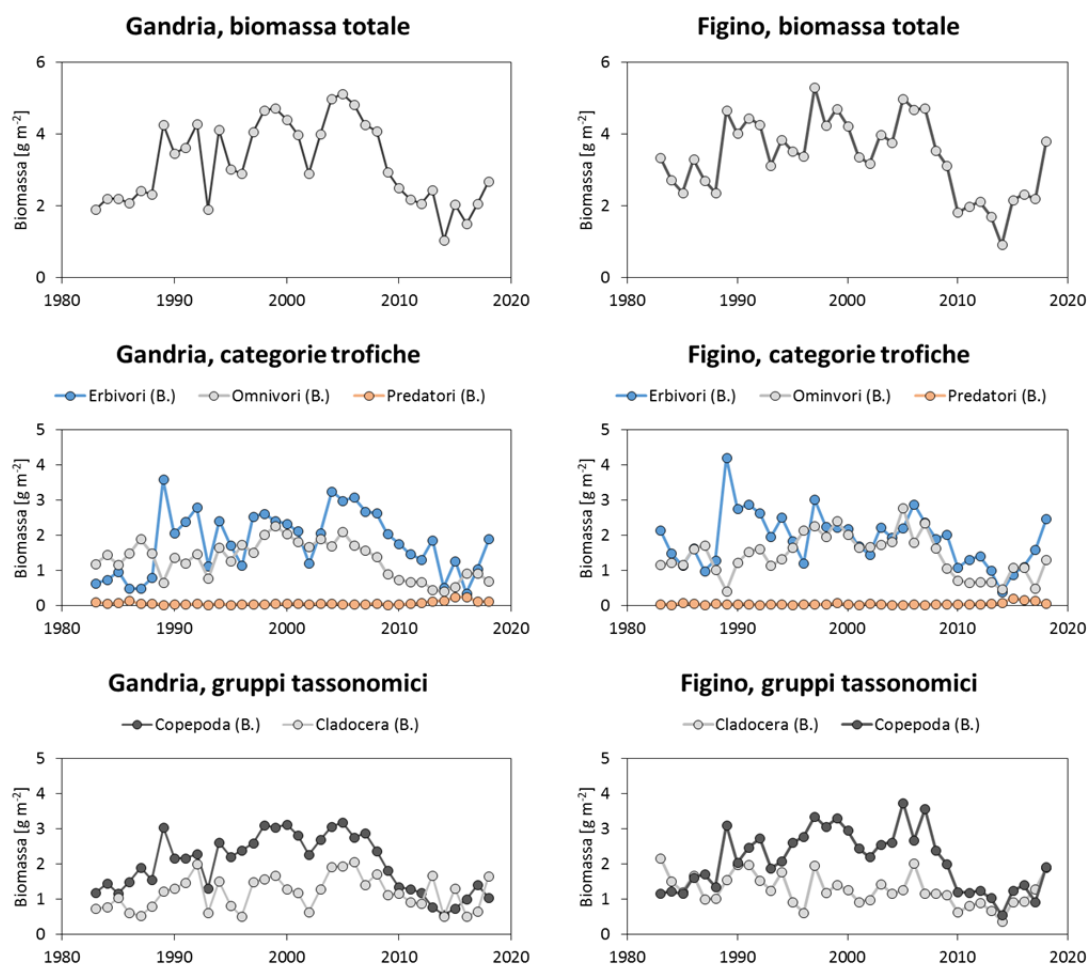 Gandria, biomassa totale
Biomassa [g m-2]
6
4
2
0
1980 1990 2000 2010 2020
Figino, biomassa totale
Biomassa [g m-2]
6
4
2
0
1980 1990 2000 2010 2020
Gandria, categorie trofiche
Erbivori (B.) Omnivori (B.) Predatori (B.)
Biomassa [g m-2]
5
4
3
2
1
0
1980 1990 2000 2010 2020
Figino, categorie trofiche
Erbivori (B.) Ominvori (B.) Predatori (B.)
Biomassa [g m-2]
5
4
3
2
1
0
1980 1990 2000 2010 2020
Gandria, gruppi tassonomici
Copepoda (B.) Cladocera (B.)
Biomassa [g m-2]
5
4
3
2
1
0
1980 1990 2000 2010 2020
Figino, gruppi tassonomici
Cladocera (B.) Copepoda (B.)
Biomassa [g m-2]
5
4
3
2
1
0
1980 1990 2000 2010 2020